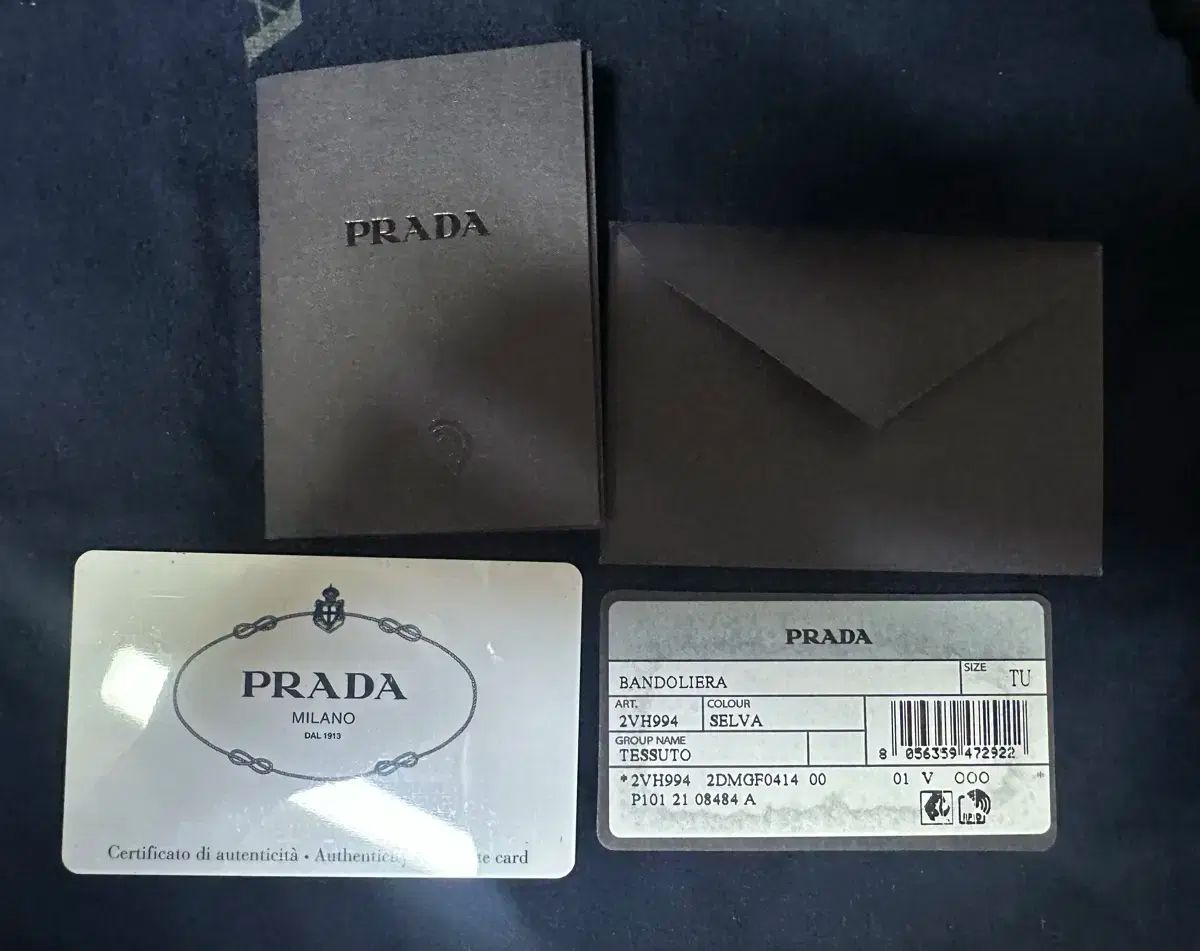 PRADA
PRADA
MILANO
DAL 1913
Certificato di autenticità • card
PRADA
BANDOLIERA
SIZE
TU
ART.
2VH994
COLOUR
SELVA
GROUP NAME
TESSUTO
8 056359 472922
*2VH994 2DMGF0414 00 01 V 000 *
P101 21 08484 A